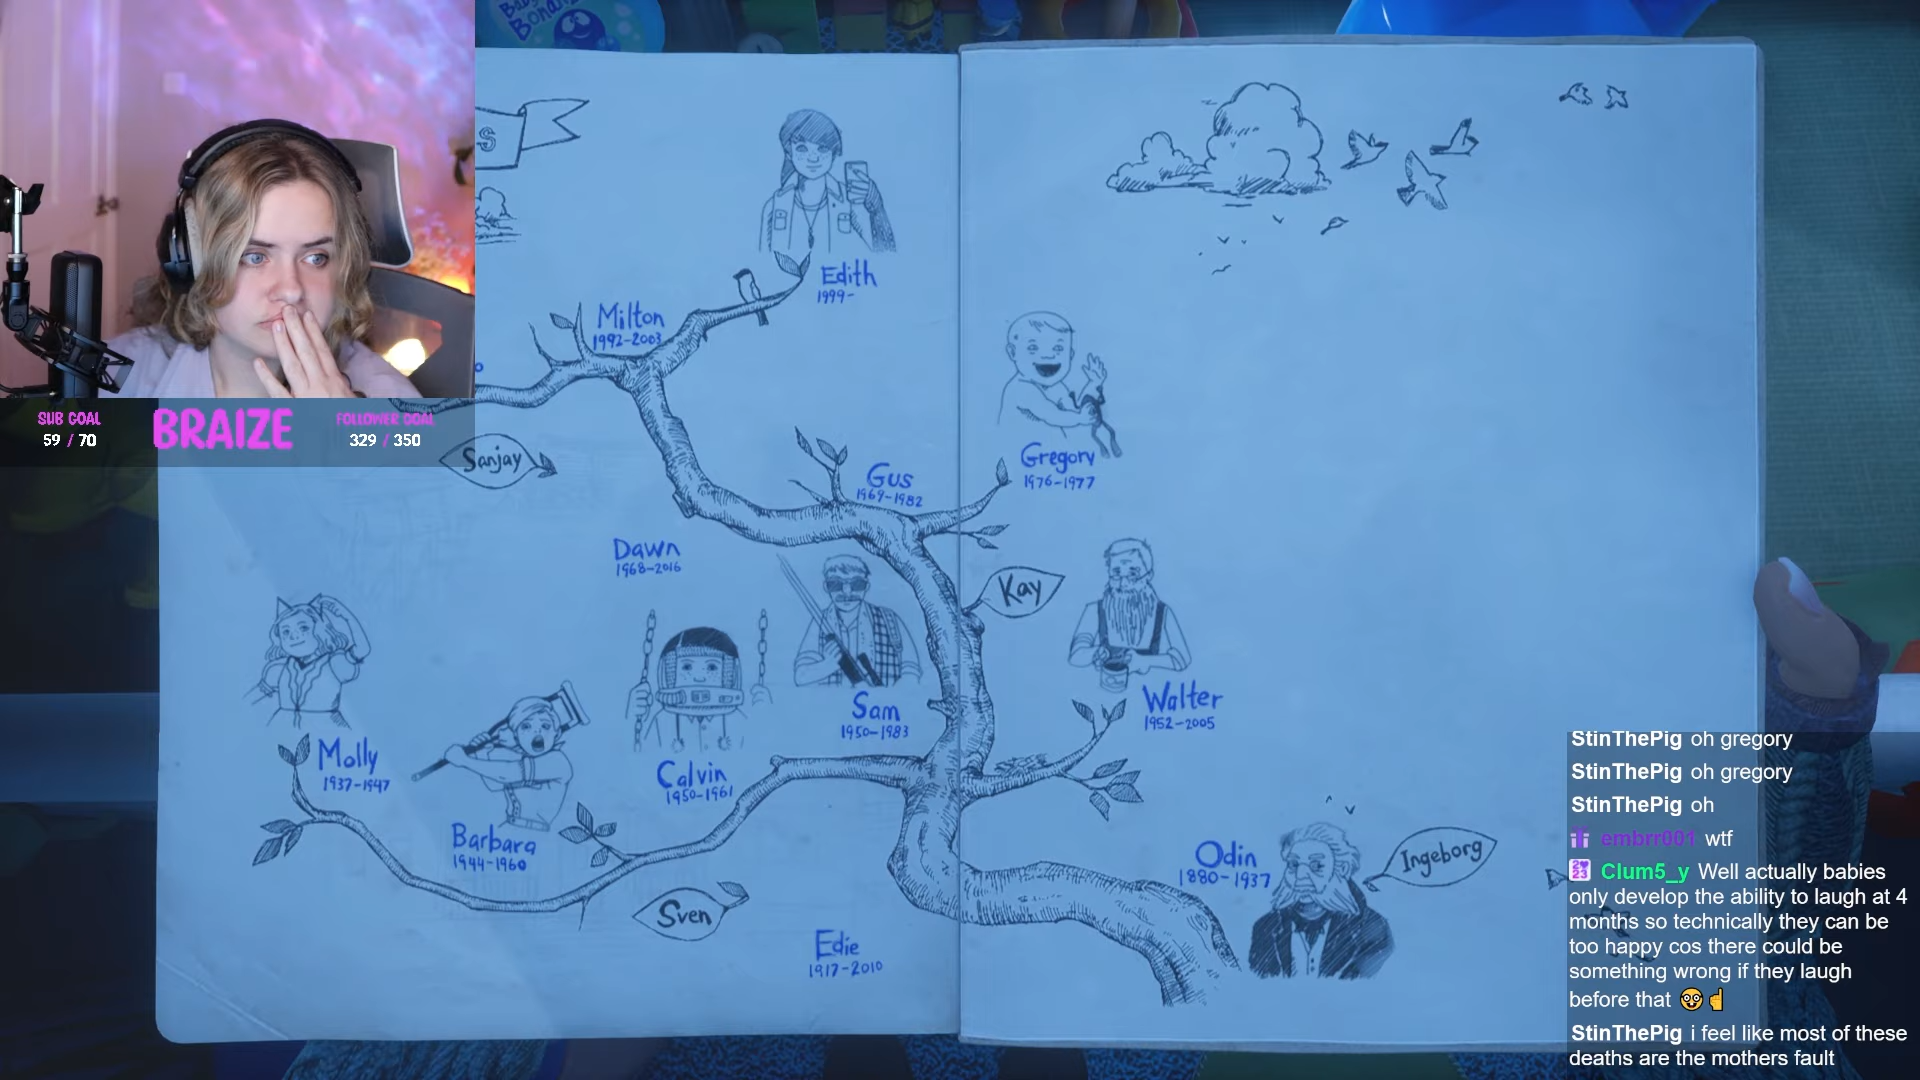 Baby
S
Edith
1999-
Milton
1992-2003
SUB GOAL
59 / 70
BRAIZE
FOLLOWER GOAL
329 / 350
Sanjay
Gregory
1976-1977
Gus
1969-1982
Dawn
1968-2016
Kay
Sam
1950-1983
Walter
1952-2005
Molly
1937-1947
Calvin
1950-1961
Barbara
1944-1960
Sven
Edie
1917-2010
Odin
1880-1937
Ingeborg
StinThePig oh gregory
StinThePig oh gregory
StinThePig oh
embrr001 wtf
Clum5_y Well actually babies
only develop the ability to laugh at 4
months so technically they can be
too happy cos there could be
something wrong if they laugh
before that 🤓☝️
StinThePig i feel like most of these
deaths are the mothers fault